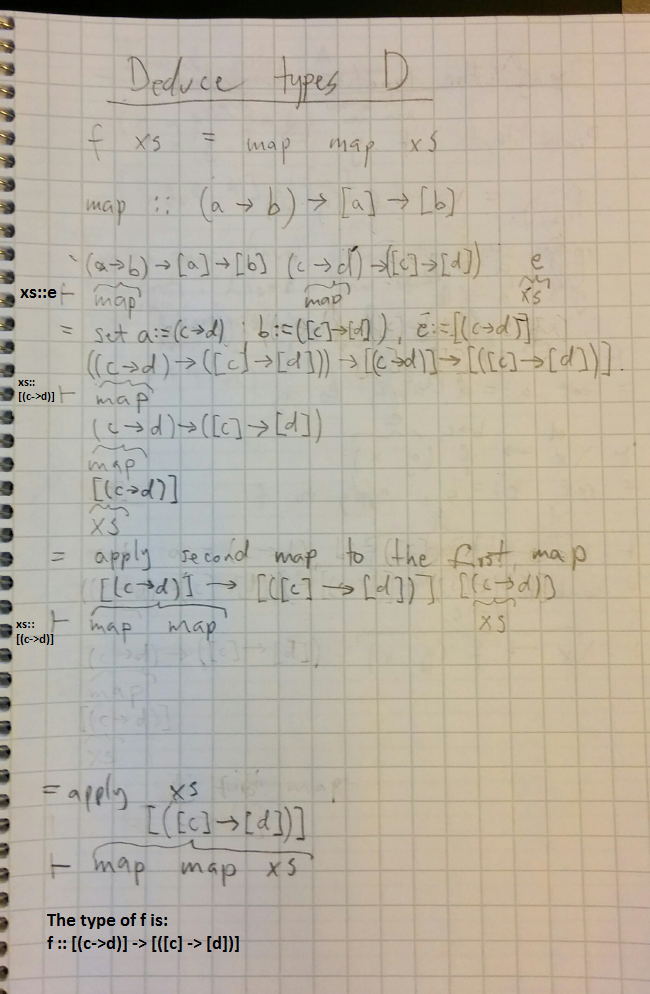 Deduce types D
f xs = map map xs
map :: (a → b) → [a] → [b]
(a→b) → [a] → [b] (c → d) → ([c] → [d]) e
xs::e ⊢ map map xs
= set a:=(c→d) , b:=([c]→[d]), e:=[(c→d)]
((c→d) → ([c] → [d])) → [(c→d)] → [([c] → [d])].
xs::
[(c->d)] ⊢ map
(c → d) → ([c] → [d])
map
[(c→d)]
xs
= apply second map to the first map
[(c→d)] → [([c] → [d])] [(c→d)]
xs::
[(c->d)] ⊢ map map xs
= apply xs
[([c] → [d])]
⊢ map map xs
The type of f is:
f :: [(c->d)] -> [([c] -> [d])]